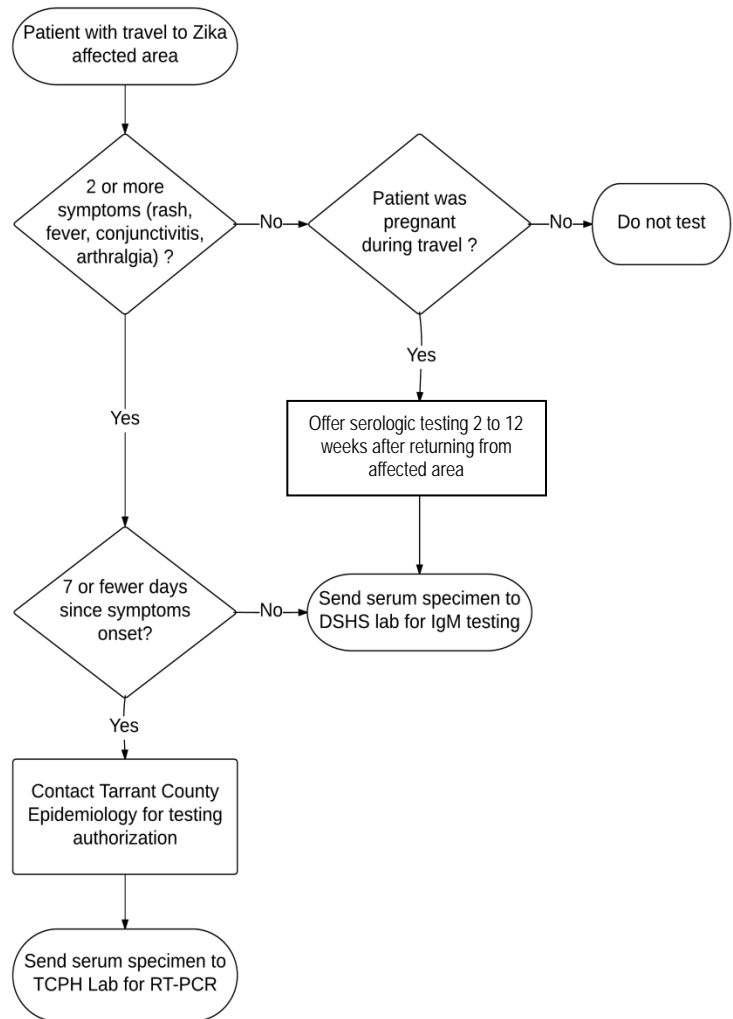 Patient with travel to Zika
affected area
2 or more
symptoms (rash,
fever, conjunctivitis,
arthralgia) ?
No
Patient was
pregnant
during travel ?
No
Do not test
Yes
Offer serologic testing 2 to 12
weeks after returning from
affected area
Yes
7 or fewer days
since symptoms
onset?
No
Send serum specimen to
DSHS lab for IgM testing
Yes
Contact Tarrant County
Epidemiology for testing
authorization
Send serum specimen to
TCPH Lab for RT-PCR